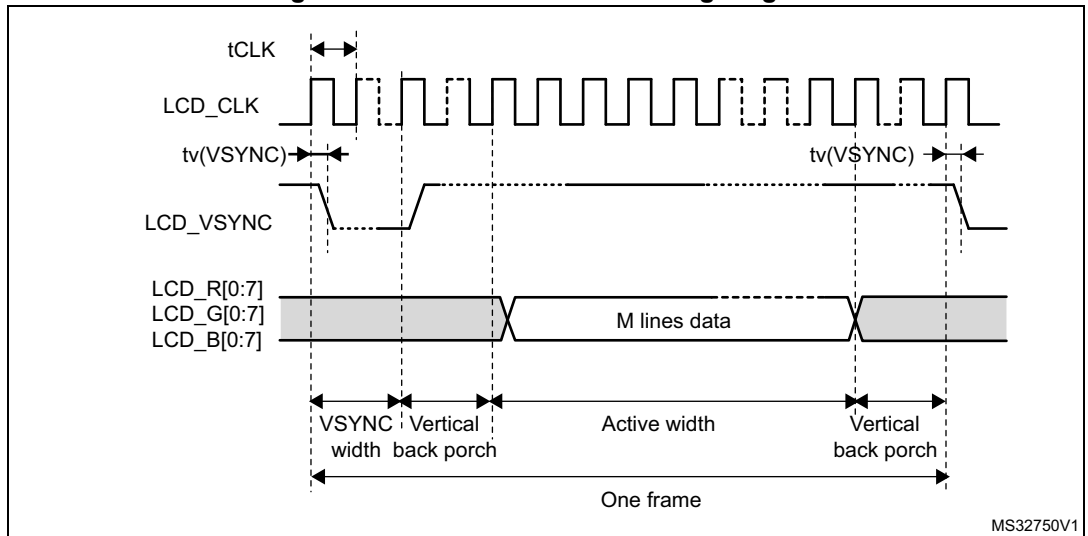 tCLK
LCD_CLK
tv(VSYNC)
tv(VSYNC)
LCD_VSYNC
LCD_R[0:7]
LCD_G[0:7]
LCD_B[0:7]
M lines data
VSYNC width
Vertical back porch
Active width
Vertical back porch
One frame
MS32750V1